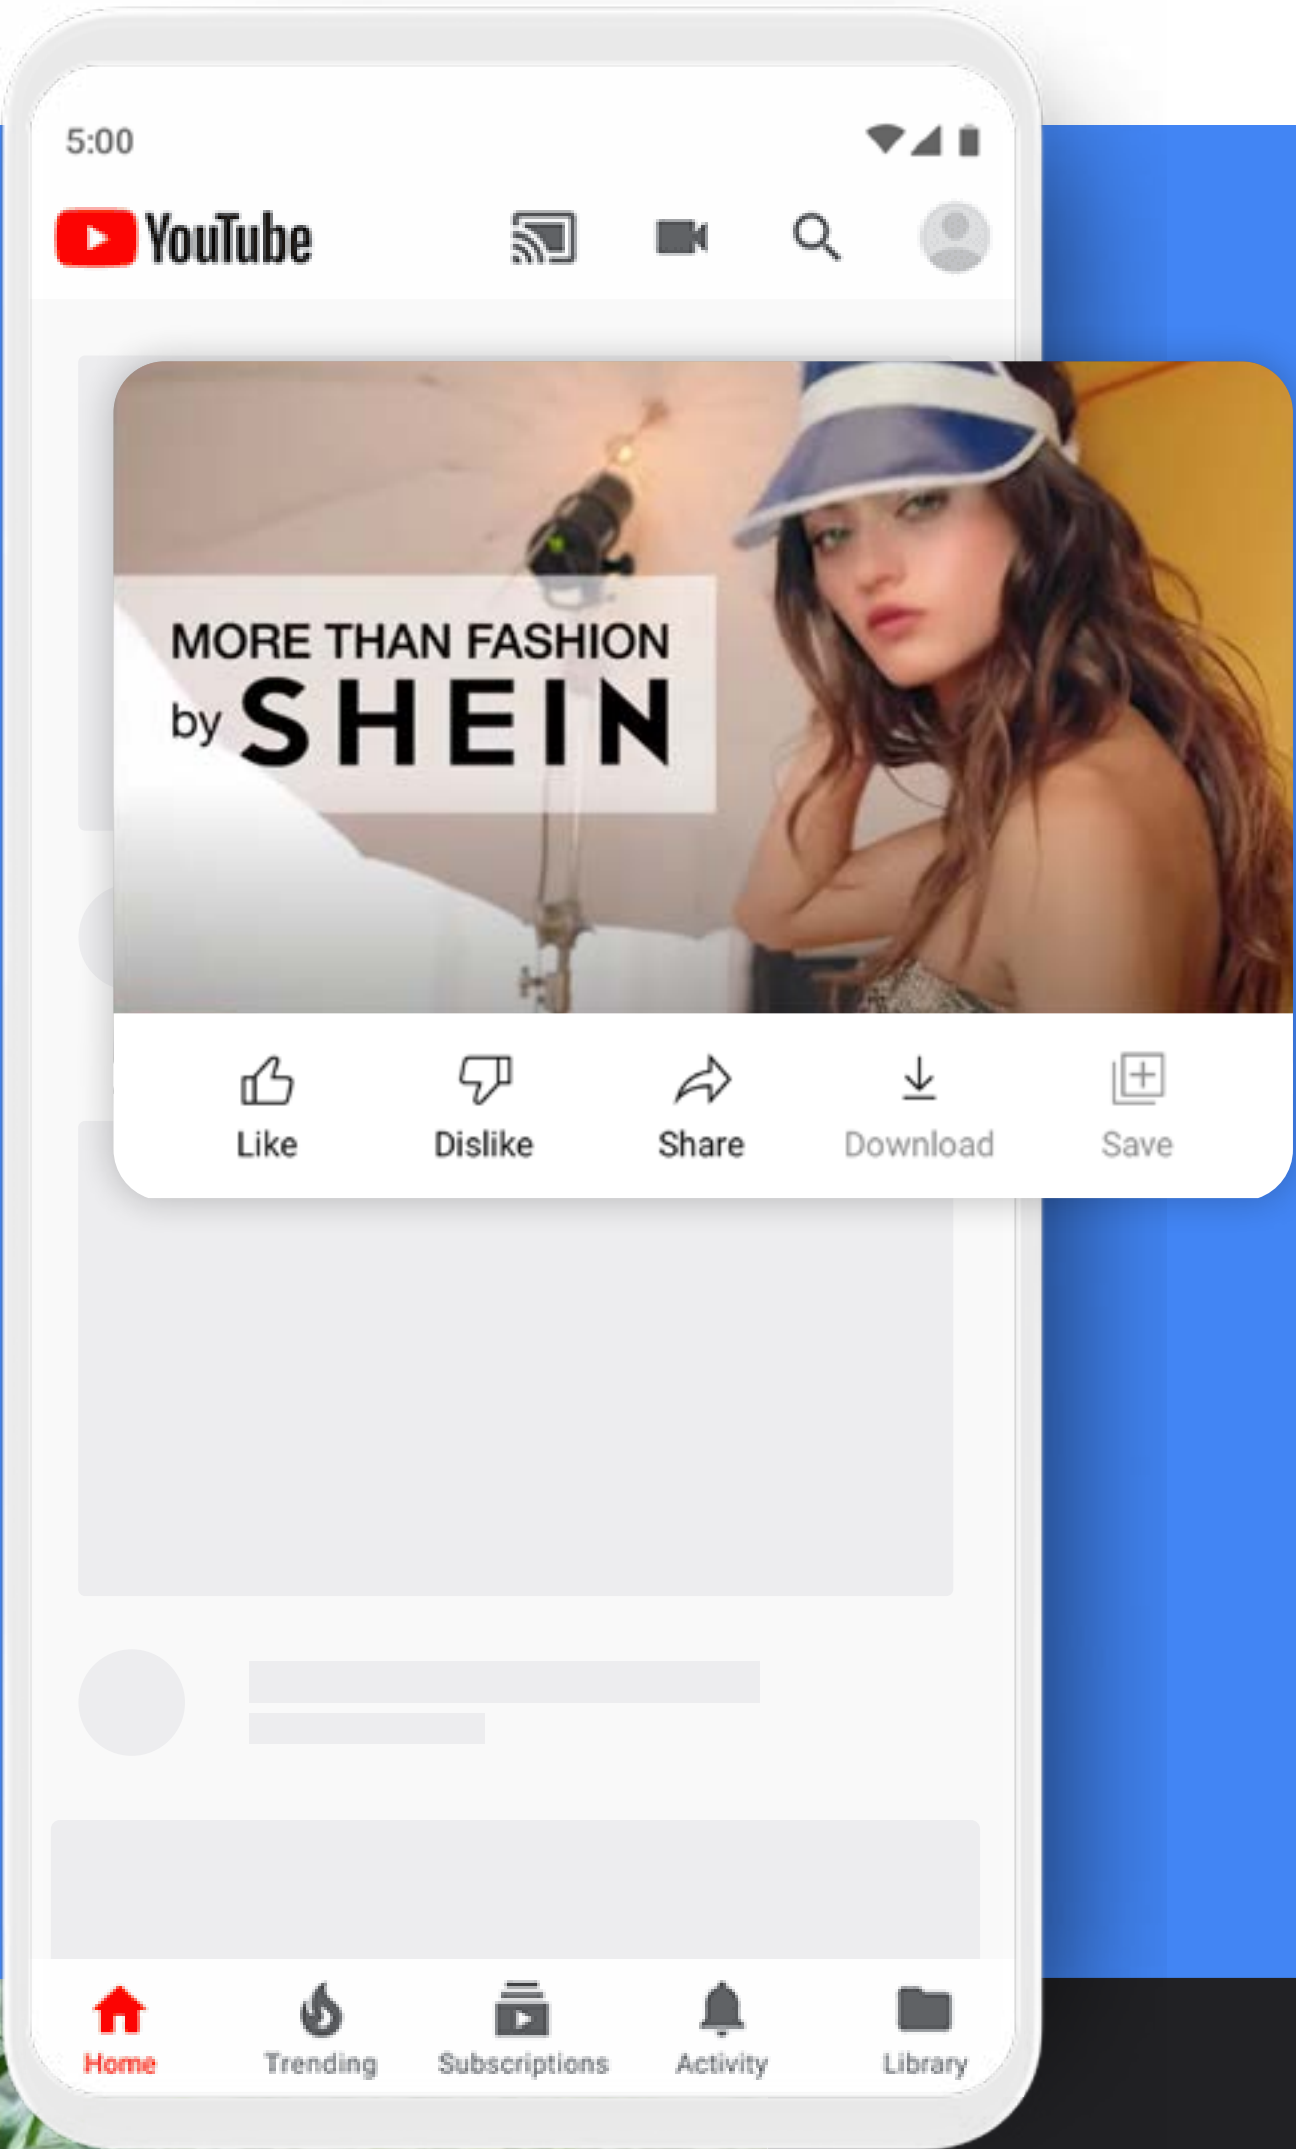 5:00
YouTube
MORE THAN FASHION
by SHEIN
Like Dislike Share Download Save
Home Trending Subscriptions Activity Library